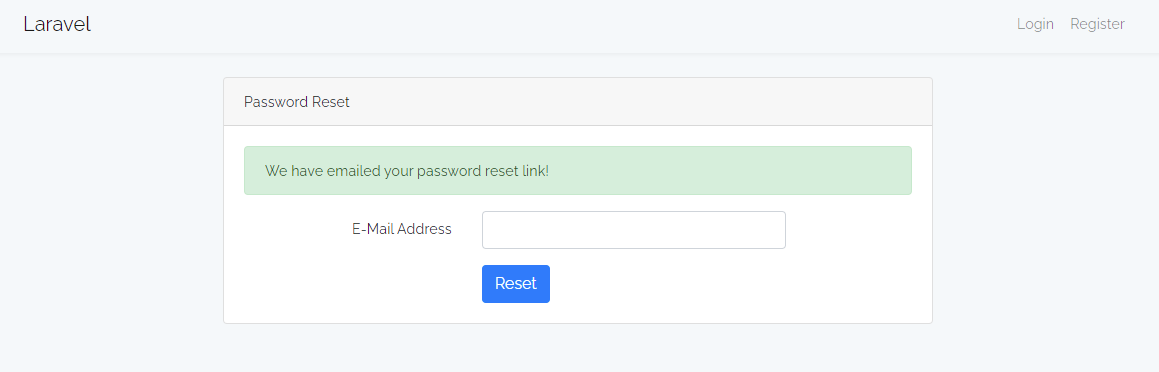 Laravel Login Register
Password Reset
We have emailed your password reset link!
E-Mail Address
Reset